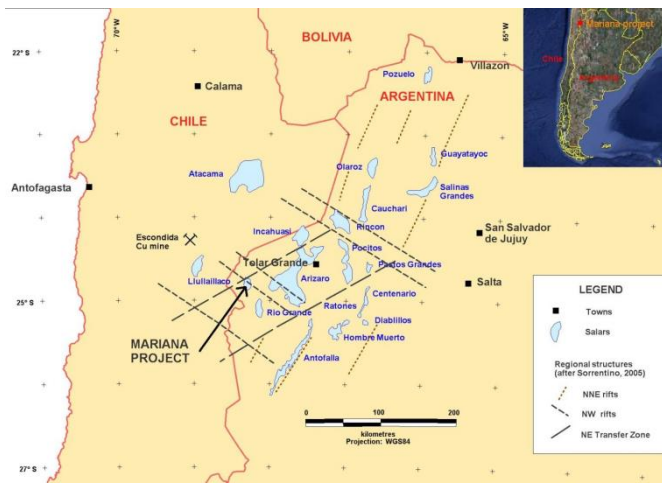 70° W
65° W
22° S
BOLIVIA
Villazon
Pozuelo
Calama
ARGENTINA
CHILE
Guayatayoc
Olaroz
Atacama
Salinas
Grandes
Antofagasta
Cauchari
Rincon
San Salvador
de Jujuy
Incahuasi
Escondida
Cu mine
Pocitos
Tolar Grande
Pastos Grandes
Llullaillaco
Arizaro
Salta
25° S
Centenario
Ratones
Rio Grande
Diablillos
MARIANA
PROJECT
Hombre Muerto
Antofalla
0 100 200
kilometres
Projection: WGS84
27° S
Mariana project
Chile
LEGEND
Towns
Salars
Regional structures
(after Sorrentino, 2005)
NNE rifts
NW rifts
NE Transfer Zone